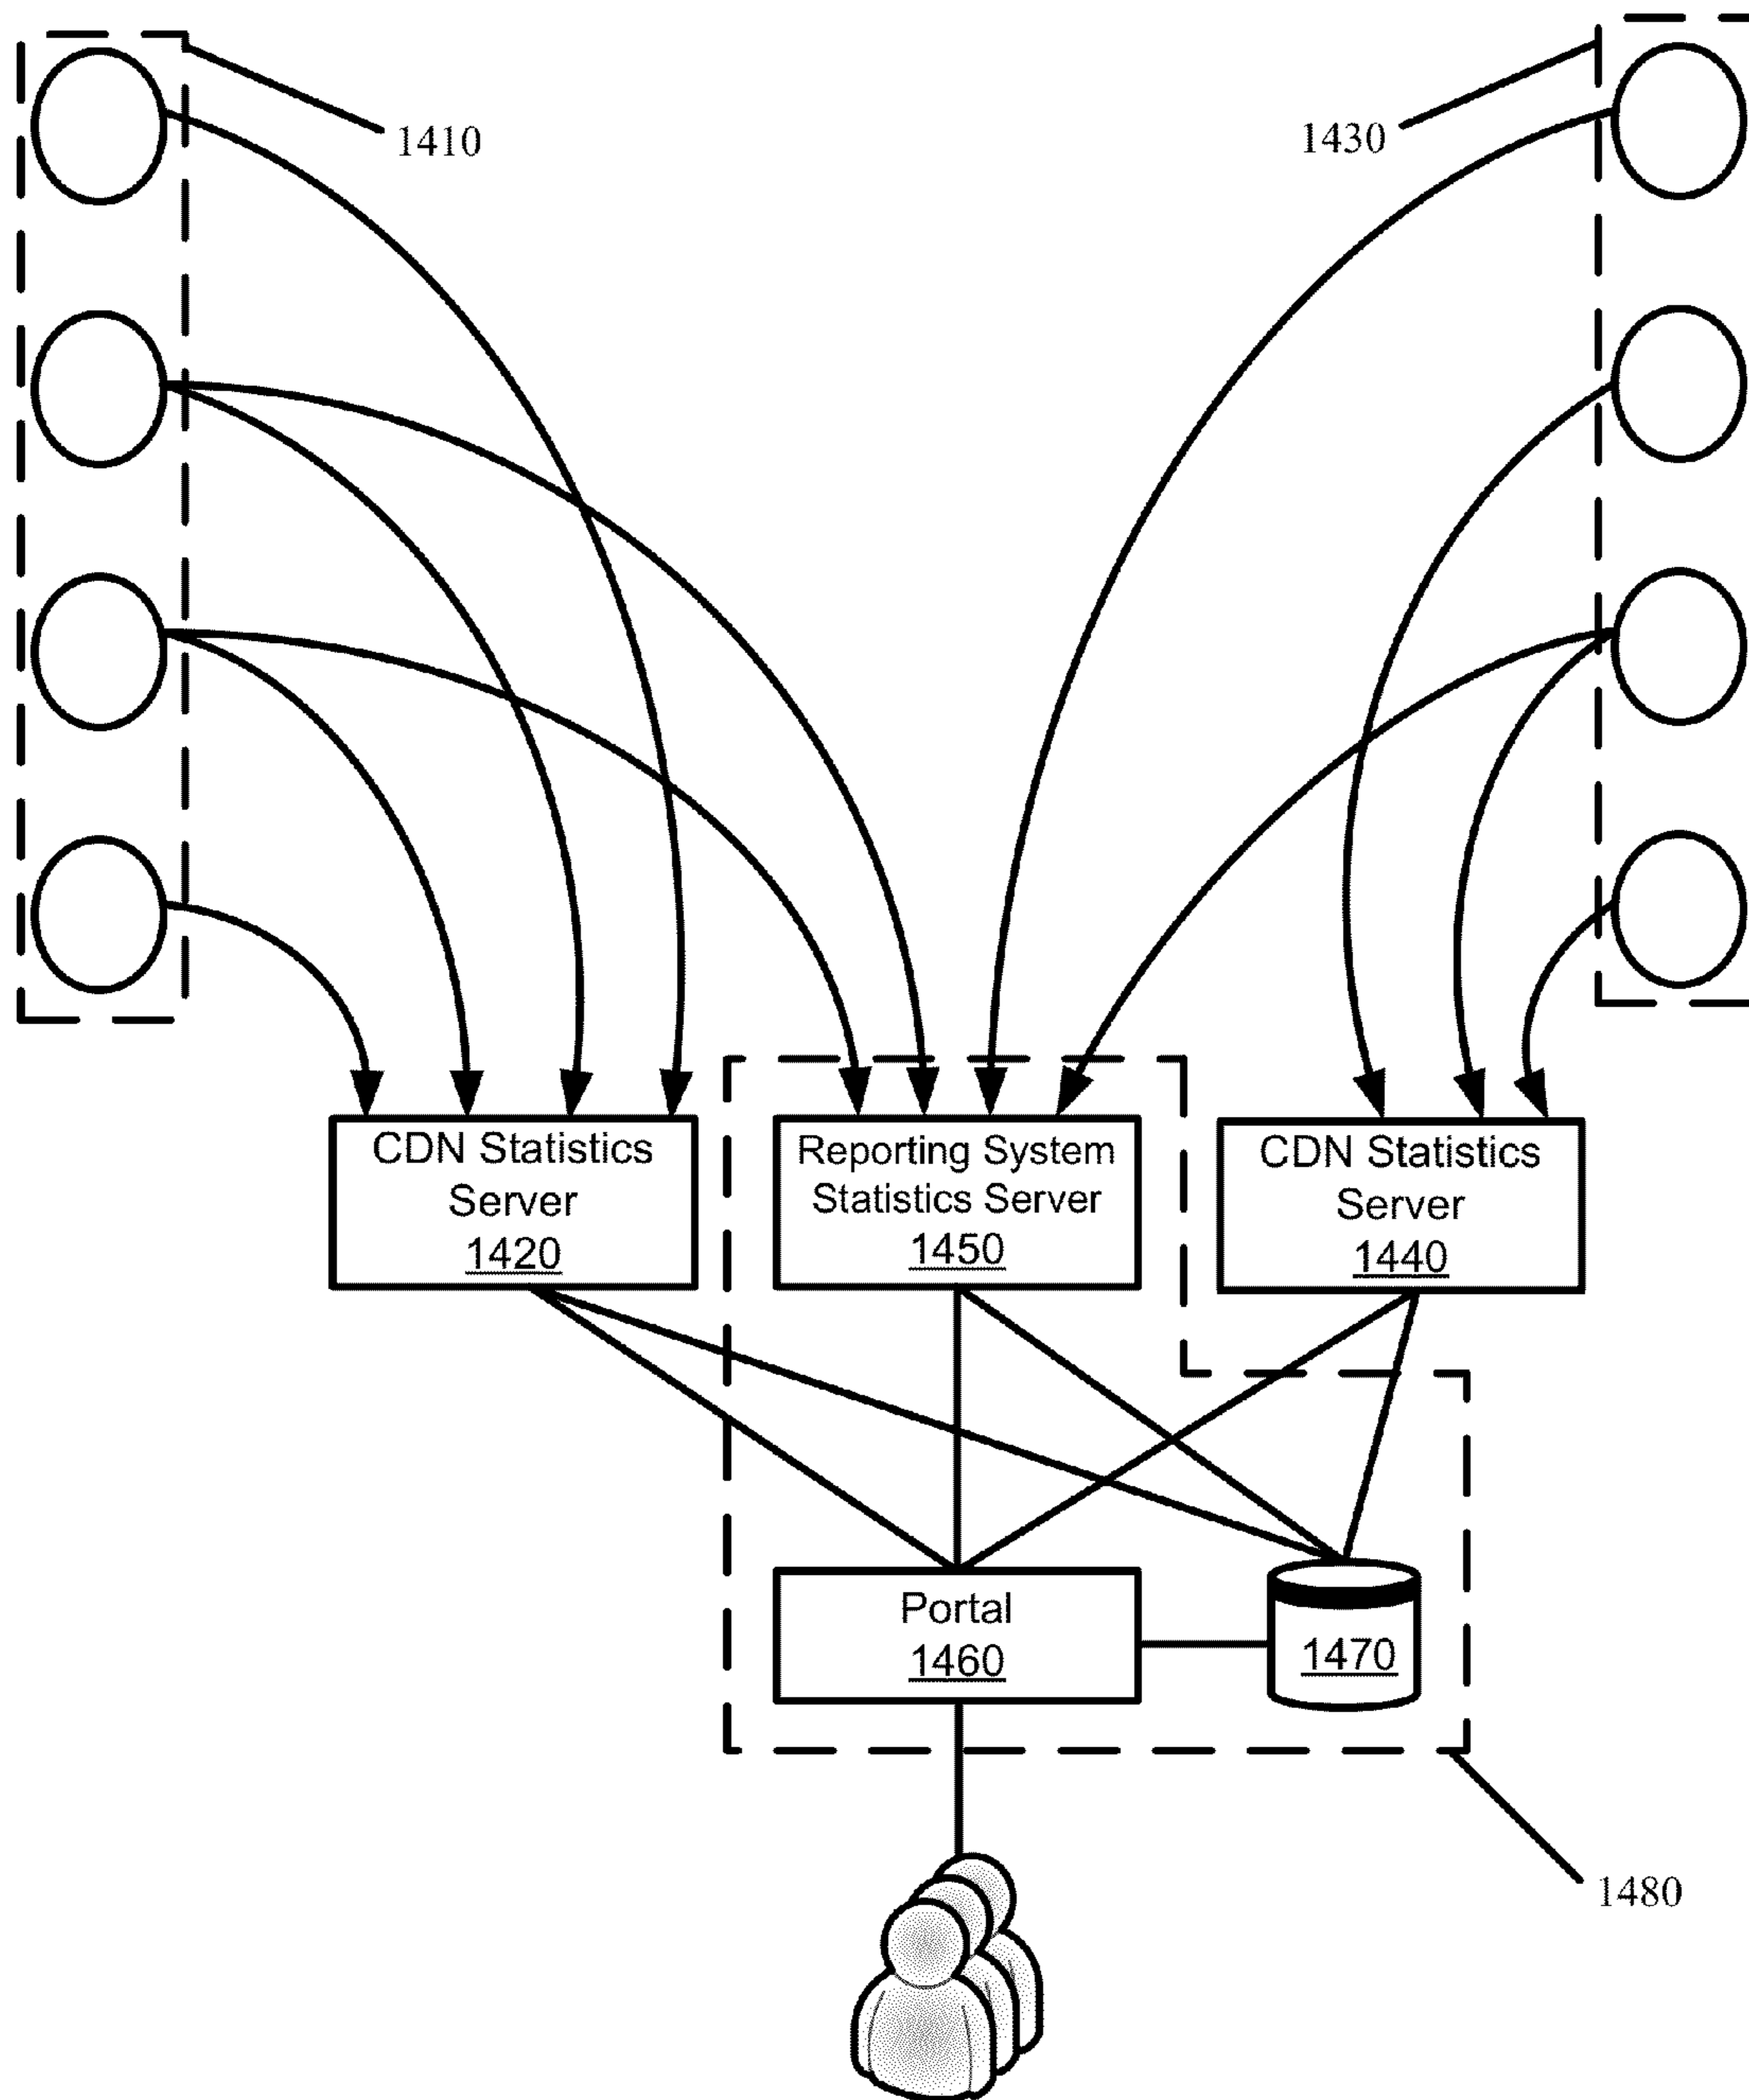 1410
1430
CDN Statistics
Server
1420
Reporting System
Statistics Server
1450
CDN Statistics
Server
1440
Portal
1460
1470
1480